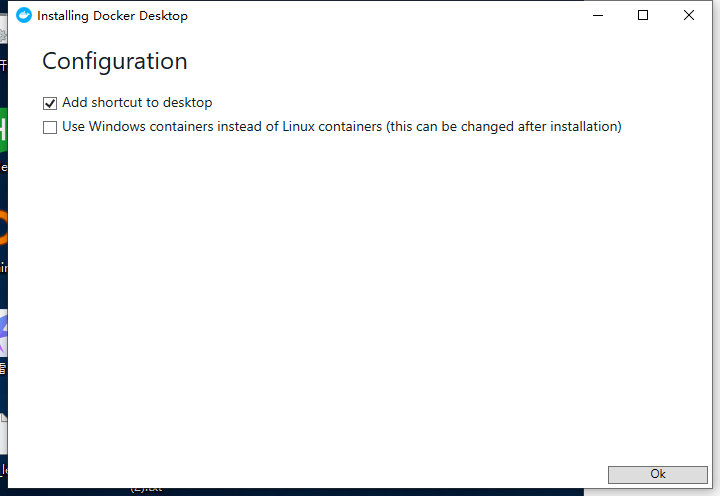 Installing Docker Desktop
Configuration
Add shortcut to desktop
Use Windows containers instead of Linux containers (this can be changed after installation)
Ok